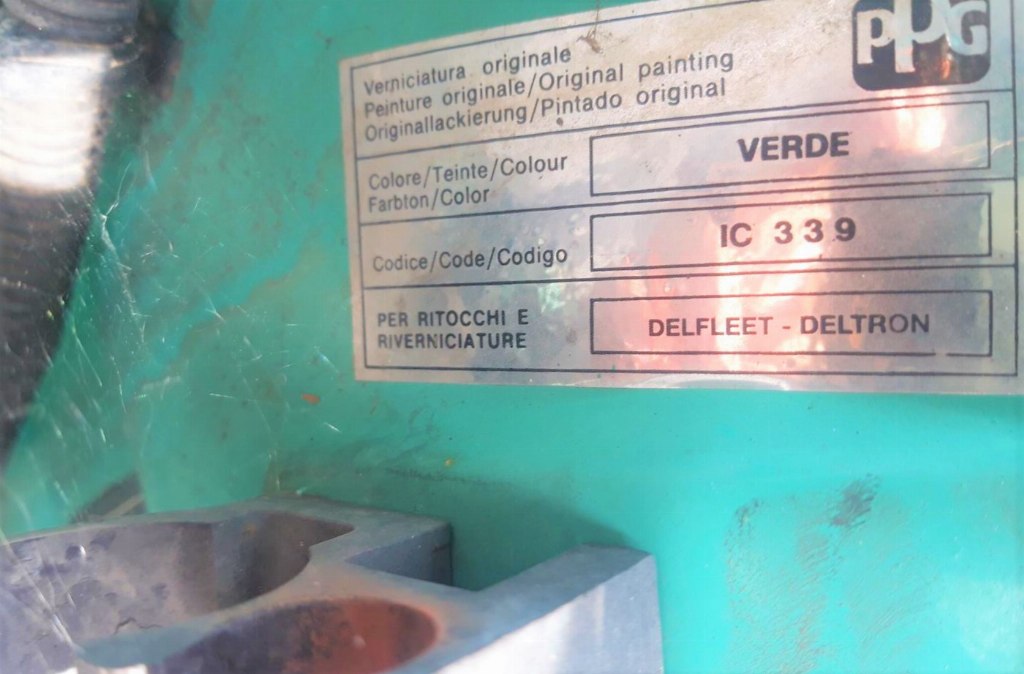 PPG
Verniciatura originale
Peinture originale/Original painting
Originallackierung/Pintado original
Colore/Teinte/Colour
Farbton/Color
VERDE
Codice/Code/Codigo
IC 339
PER RITOCCHI E
RIVERNICIATURE
DELFLEET - DELTRON